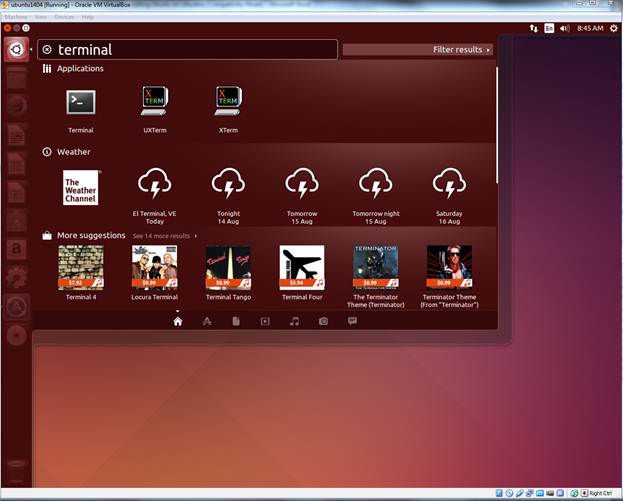 ubuntu1404 [Running] - Oracle VM VirtualBox
Machine View Devices Help
En 8:45 AM
terminal
Filter results
Applications
X TERM X TERM
Terminal UXTerm XTerm
Weather
The Weather Channel
El Terminal, VE Tonight Tomorrow Tomorrow night Saturday
Today 14 Aug 15 Aug 15 Aug 16 Aug
More suggestions See 14 more results
TERMINATOR
$7.92 $9.99 $9.99 $5.94 $0.99 $0.99
Terminal 4 Locura Terminal Terminal Tango Terminal Four The Terminator Terminator Theme
Theme (Terminator) (From "Terminator")
Right Ctrl